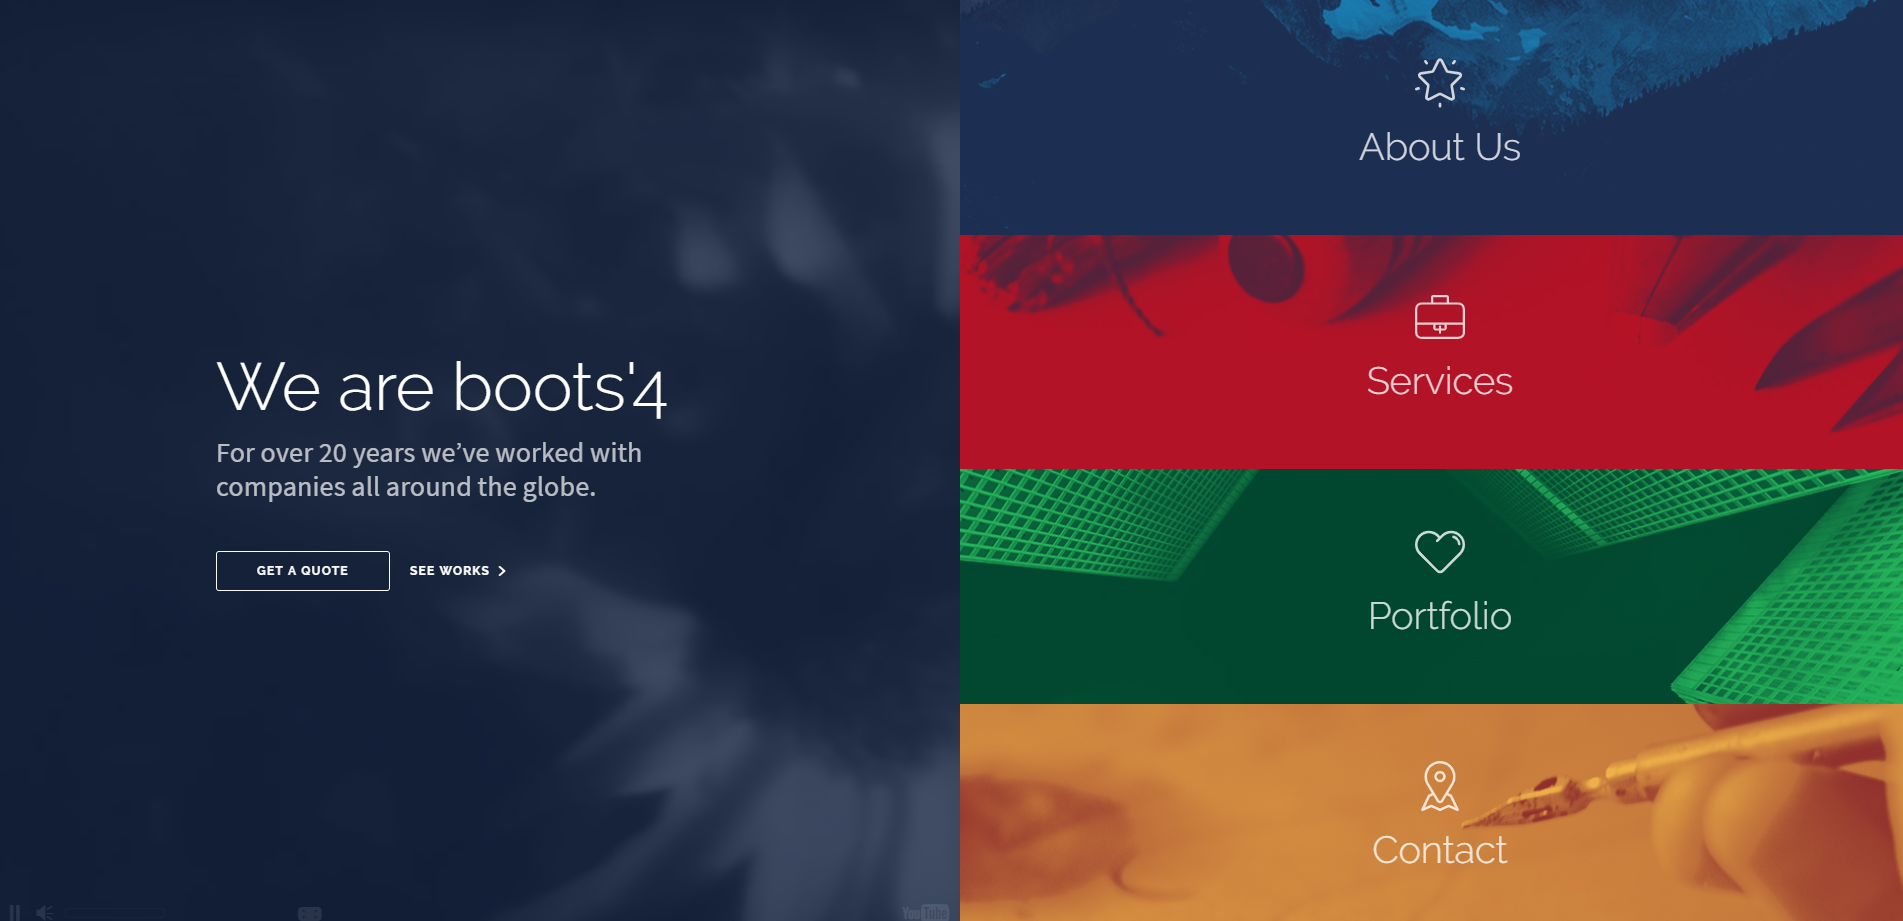 We are boots'4
For over 20 years we’ve worked with
companies all around the globe.
GET A QUOTE
SEE WORKS
About Us
Services
Portfolio
Contact
YouTube